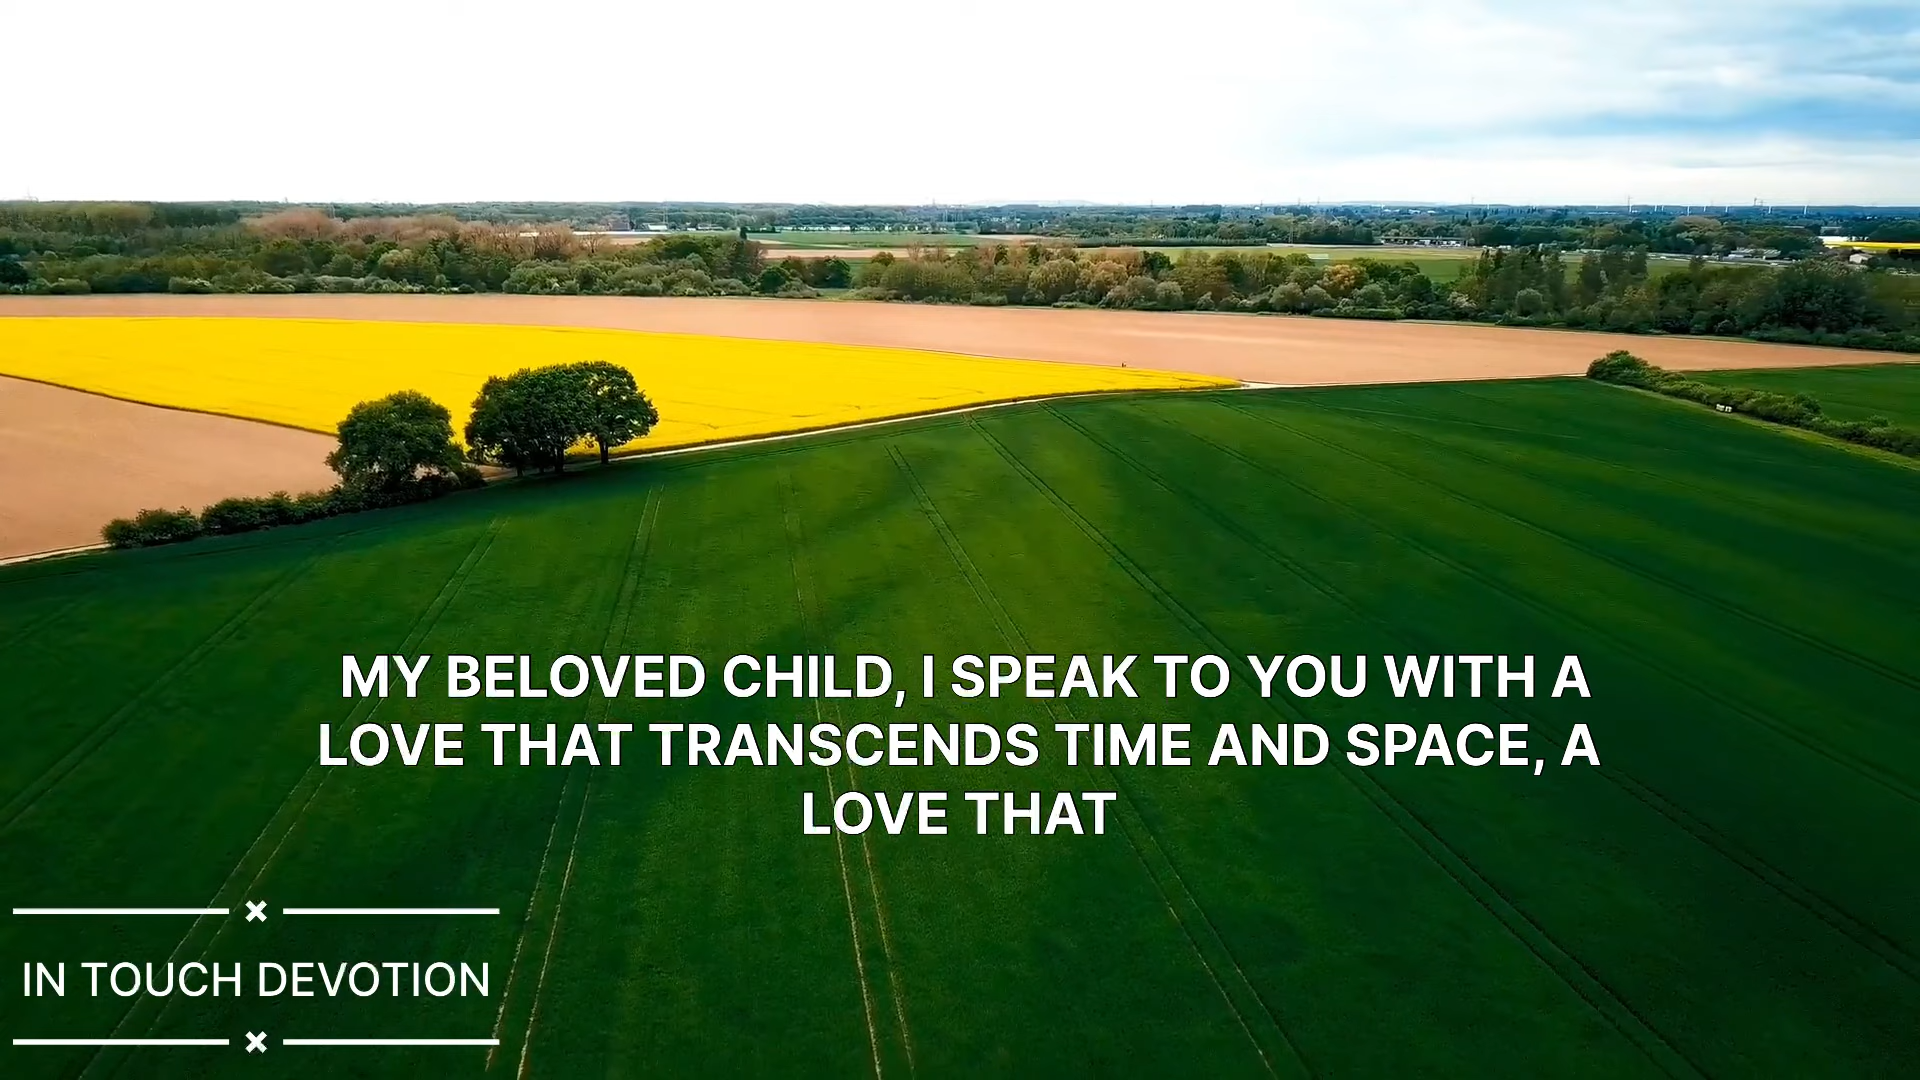 MY BELOVED CHILD, I SPEAK TO YOU WITH A
LOVE THAT TRANSCENDS TIME AND SPACE, A
LOVE THAT
IN TOUCH DEVOTION